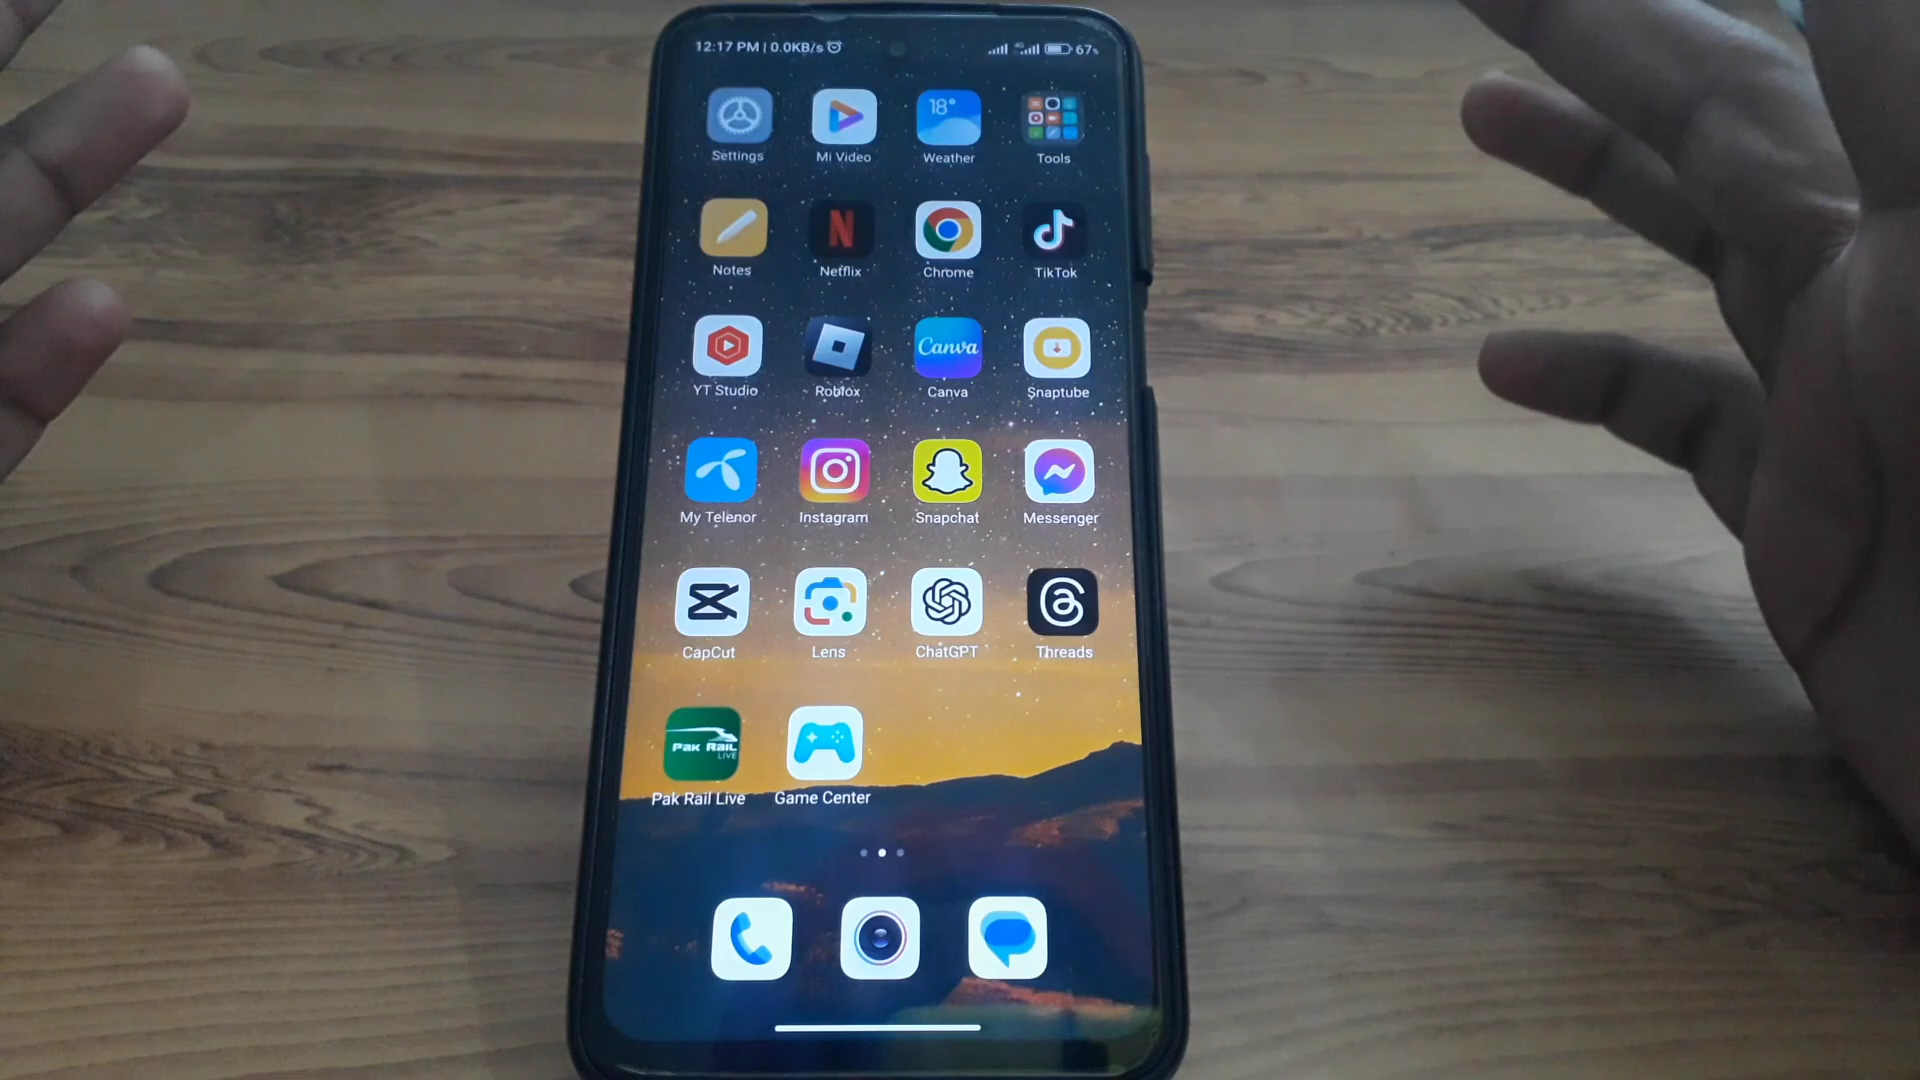 12:17 PM | 0.0KB/s 4G 67%
18°
Settings Mi Video Weather Tools
N
Notes Netflix Chrome TikTok
Canva
YT Studio Roblox Canva Snaptube
My Telenor Instagram Snapchat Messenger
CapCut Lens ChatGPT Threads
PAK RAIL
LIVE
Pak Rail Live Game Center